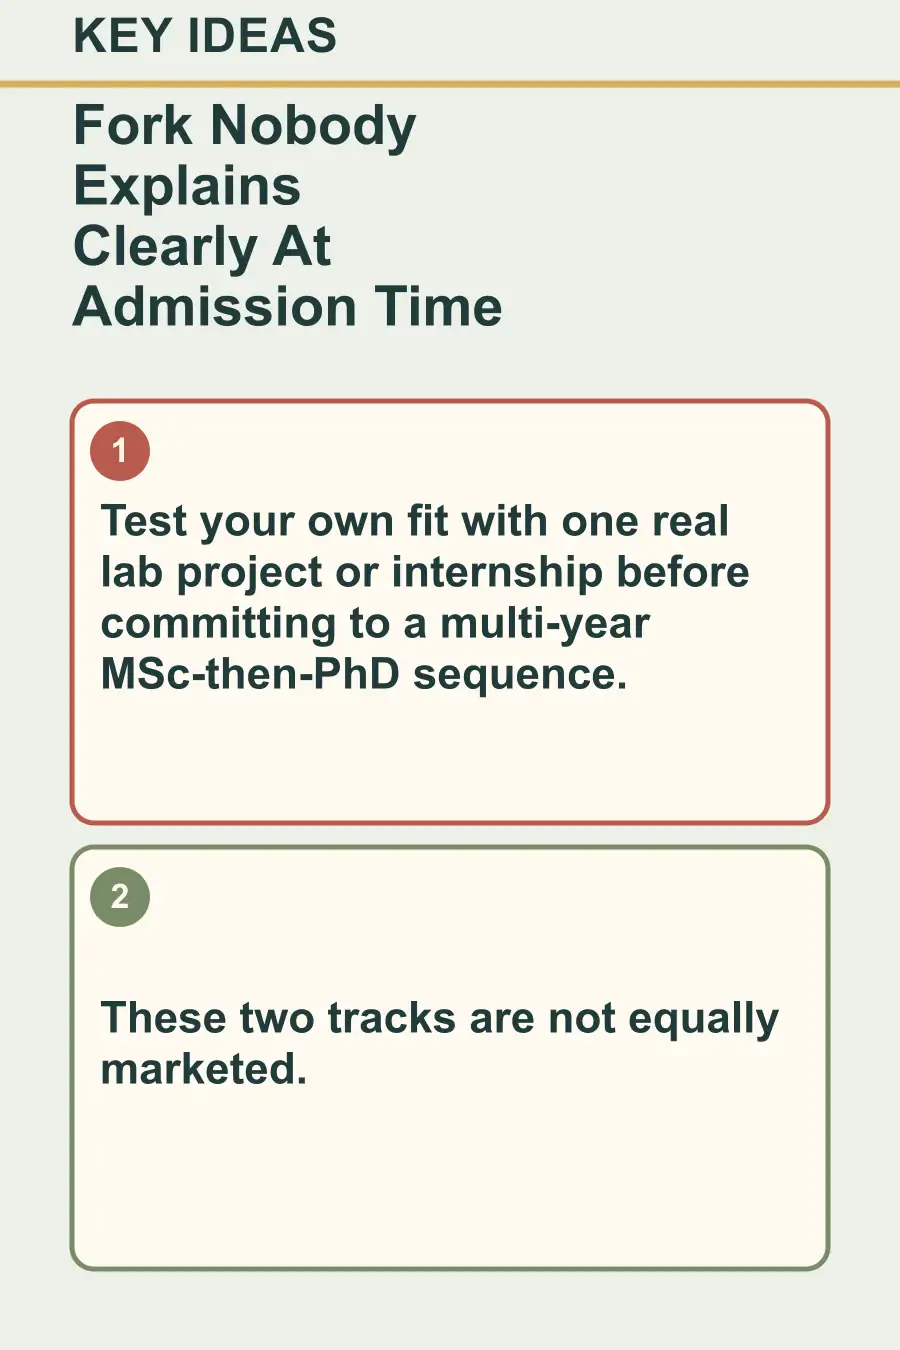 KEY IDEAS
Fork Nobody
Explains
Clearly At
Admission Time
1
Test your own fit with one real
lab project or internship before
committing to a multi-year
MSc-then-PhD sequence.
2
These two tracks are not equally
marketed.